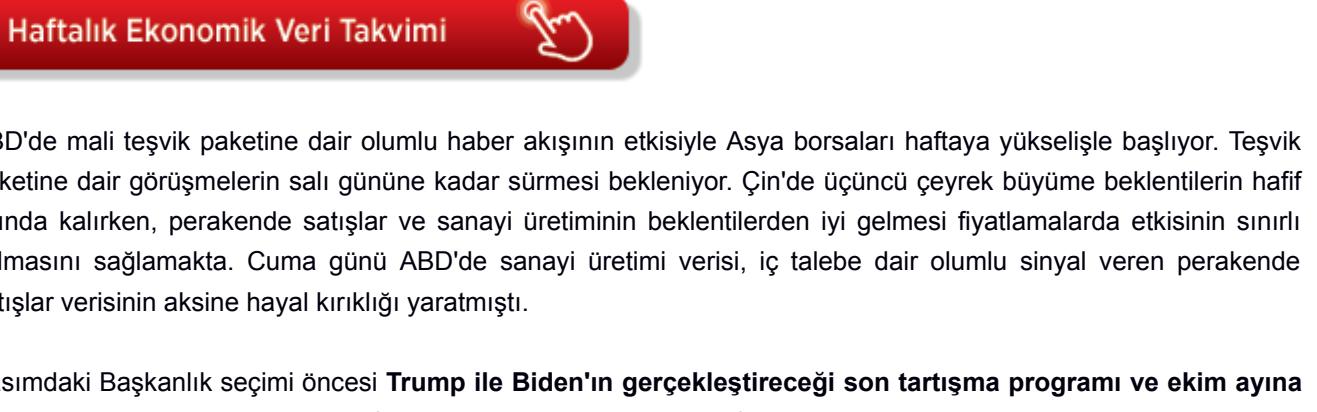 Haftalık Ekonomik Veri Takvimi
BD'de mali teşvik paketine dair olumlu haber akışının etkisiyle Asya borsaları haftaya yükselişle başlıyor. Teşvik
ketine dair görüşmelerin salı gününe kadar sürmesi bekleniyor. Çin'de üçüncü çeyrek büyüme beklentilerin hafif
ında kalırken, perakende satışlar ve sanayi üretiminin beklentilerden iyi gelmesi fiyatlamalarda etkisinin sınırlı
lmasını sağlamakta. Cuma günü ABD'de sanayi üretimi verisi, iç talebe dair olumlu sinyal veren perakende
tışlar verisinin aksine hayal kırıklığı yaratmıştı.
asımdaki Başkanlık seçimi öncesi Trump ile Biden'ın gerçekleştireceği son tartışma programı ve ekim ayına